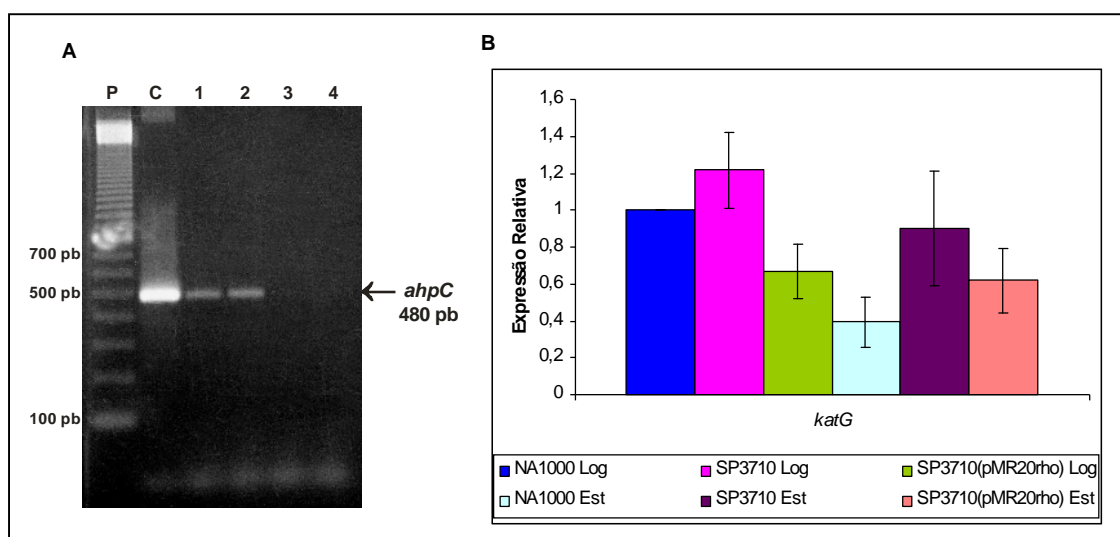 A
P C 1 2 3 4
700 pb
500 pb
100 pb
ahpC
480 pb
B
Expressão Relativa
1,6
1,4
1,2
1
0,8
0,6
0,4
0,2
0
katG
NA1000 Log SP3710 Log SP3710(pMR20rho) Log
NA1000 Est SP3710 Est SP3710(pMR20rho) Est